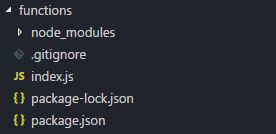 functions
node_modules
.gitignore
JS index.js
{ } package-lock.json
{ } package.json